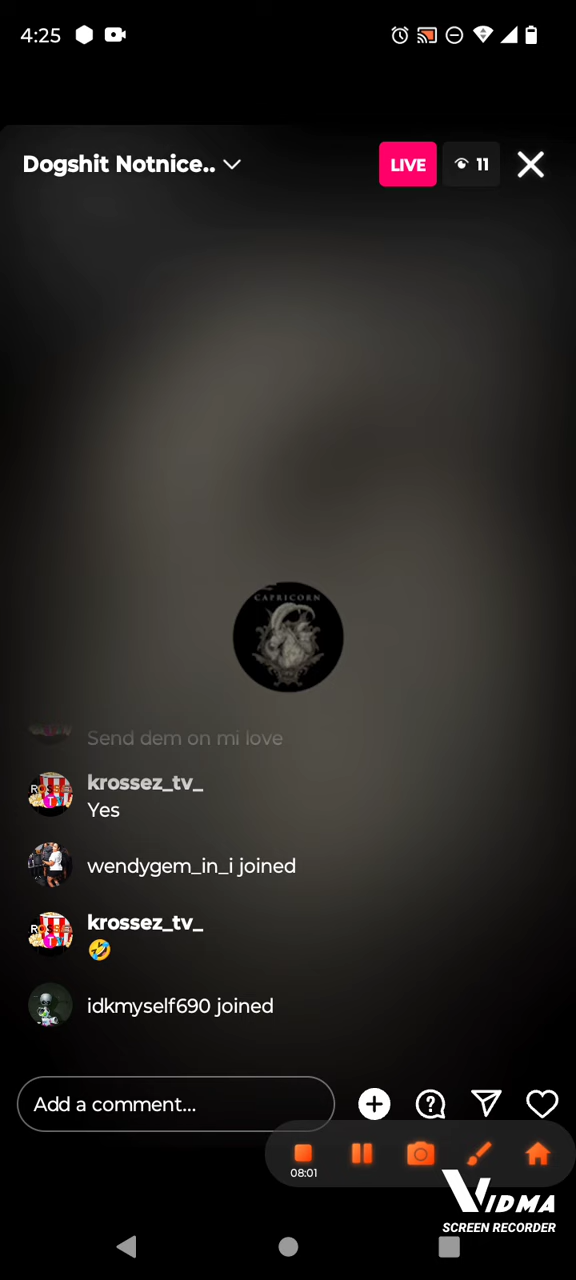 4:25
Dogshit Notnice..
LIVE
11
CAPRICORN
Send dem on mi love
krossez_tv_
Yes
wendygem_in_i joined
krossez_tv_
🤣
idkmyself690 joined
Add a comment...
08:01
VIDMA
SCREEN RECORDER